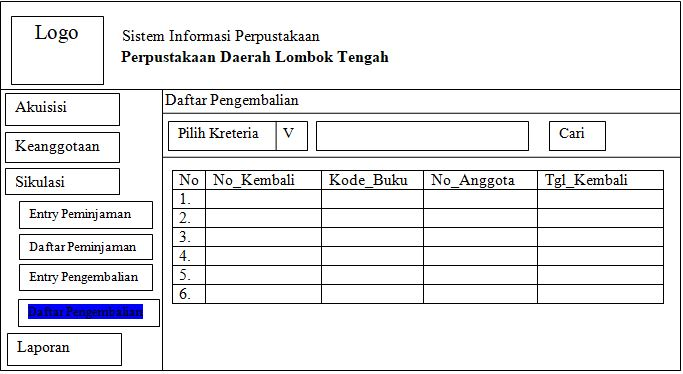 Logo
Sistem Informasi Perpustakaan
Perpustakaan Daerah Lombok Tengah
Akuisisi
Keanggotaan
Sikulasi
Entry Peminjaman
Daftar Peminjaman
Entry Pengembalian
Daftar Pengembalian
Laporan
Daftar Pengembalian
Pilih Kreteria V Cari
No No_Kembali Kode_Buku No_Anggota Tgl_Kembali
1.
2.
3.
4.
5.
6.